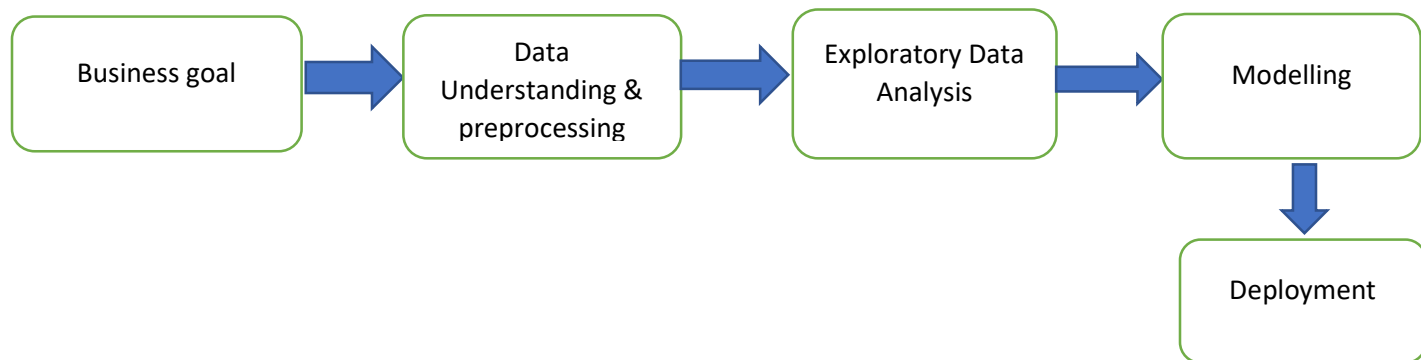 Business goal
Data
Understanding &
preprocessing
Exploratory Data
Analysis
Modelling
Deployment